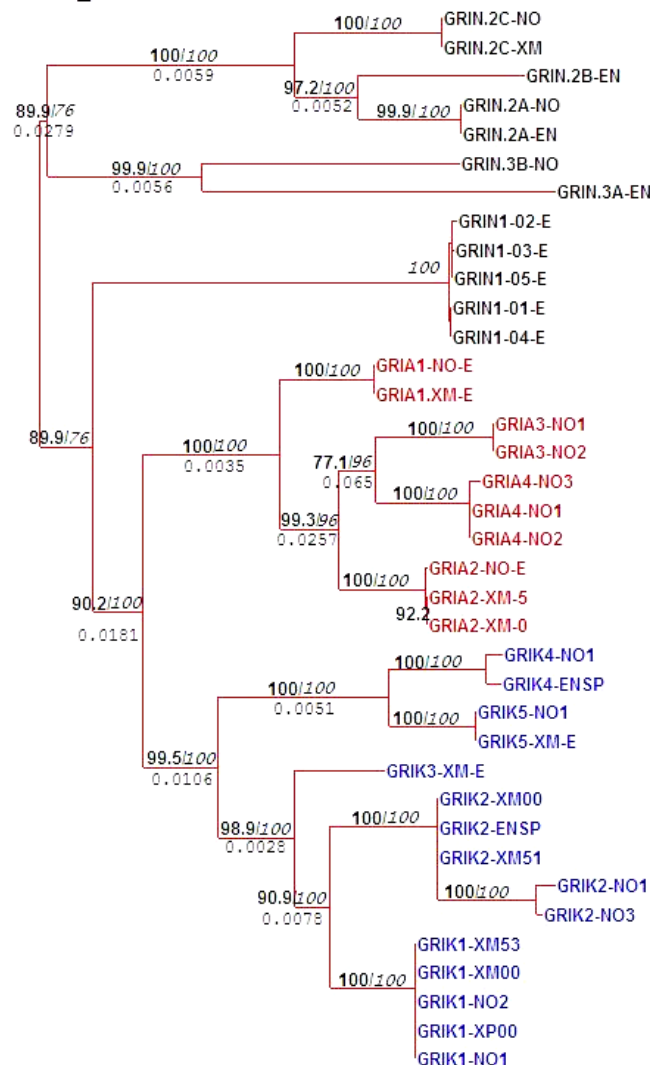 GRIN.2C-NO
100/100
GRIN.2C-XM
100/100
0.0059
GRIN.2B-EN
97.2/100
0.0052
GRIN.2A-NO
99.9/100
GRIN.2A-EN
89.9/76
0.0279
GRIN.3B-NO
99.9/100
0.0056
GRIN.3A-EN
GRIN1-02-E
GRIN1-03-E
100
GRIN1-05-E
GRIN1-01-E
GRIN1-04-E
GRIA1-NO-E
100/100
GRIA1.XM-E
GRIA3-NO1
100/100
GRIA3-NO2
89.9/76
100/100
0.0035
77.1/96
0.065
GRIA4-NO3
100/100
GRIA4-NO1
GRIA4-NO2
99.3/96
0.0257
GRIA2-NO-E
100/100
GRIA2-XM-5
92.2
GRIA2-XM-0
90.2/100
0.0181
GRIK4-NO1
100/100
GRIK4-ENSP
100/100
0.0051
GRIK5-NO1
100/100
GRIK5-XM-E
99.5/100
0.0106
GRIK3-XM-E
GRIK2-XM00
100/100
GRIK2-ENSP
98.9/100
0.0028
GRIK2-XM51
GRIK2-NO1
100/100
GRIK2-NO3
90.9/100
0.0078
GRIK1-XM53
GRIK1-XM00
100/100
GRIK1-NO2
GRIK1-XP00
GRIK1-NO1